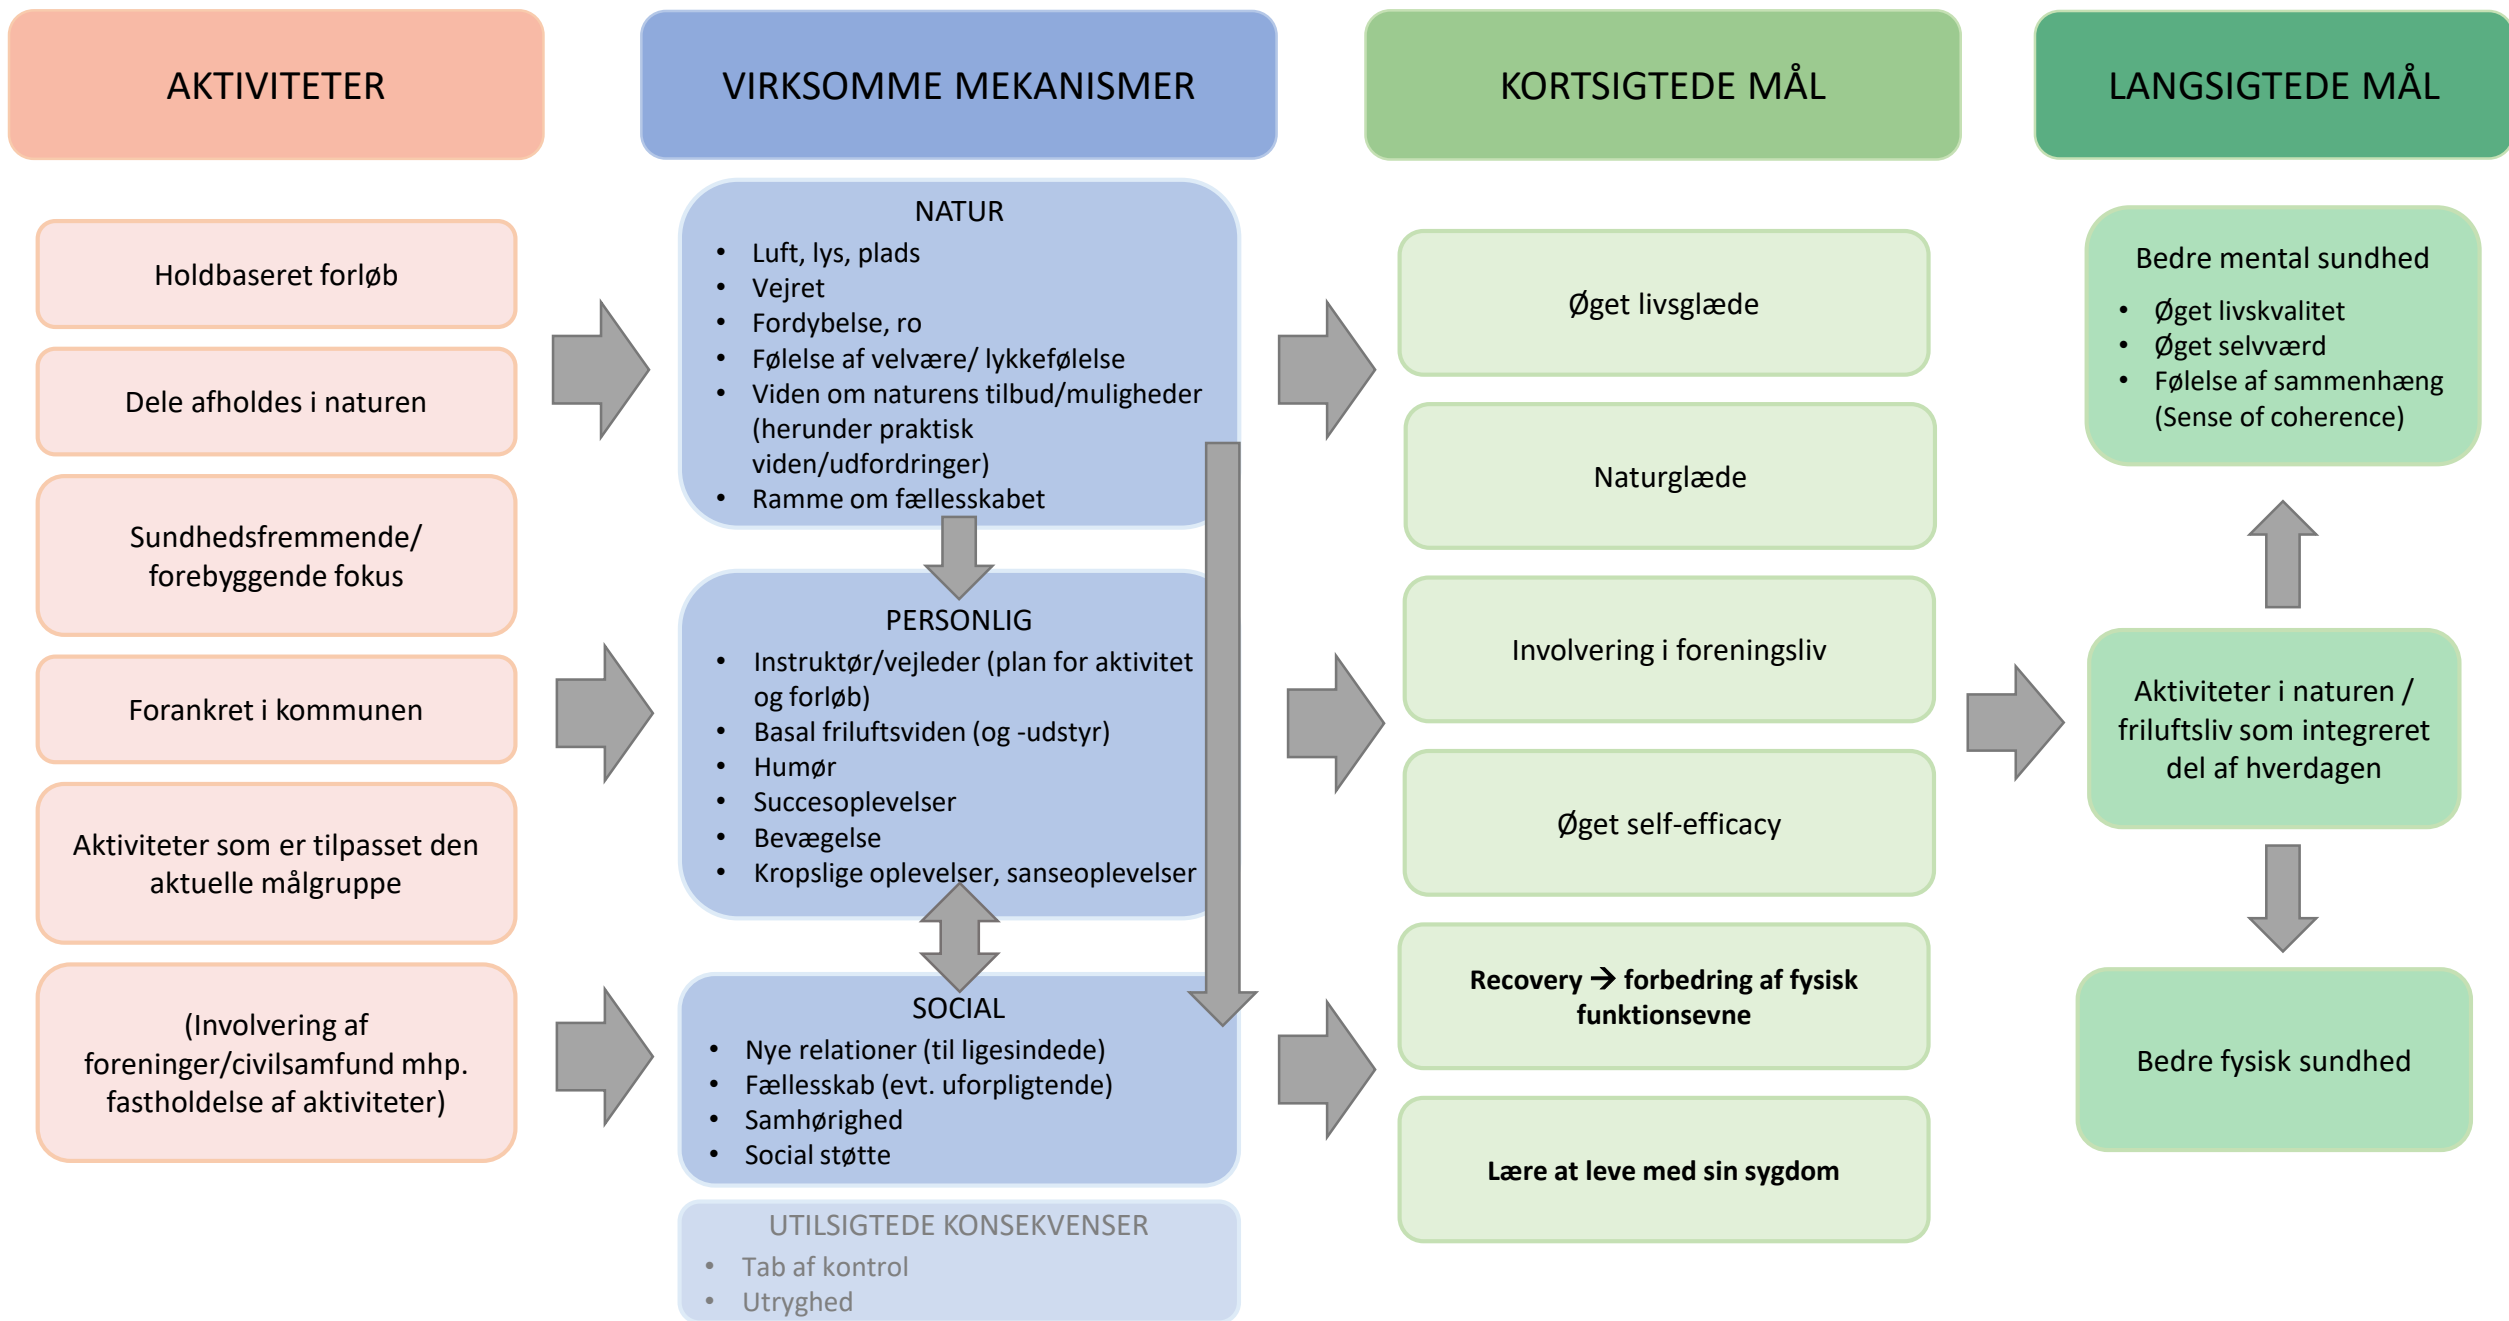 AKTIVITETER
Holdbaseret forløb
Dele afholdes i naturen
Sundhedsfremmende/
forebyggende fokus
Forankret i kommunen
Aktiviteter som er tilpasset den
aktuelle målgruppe
(Involvering af
foreninger/civilsamfund mhp.
fastholdelse af aktiviteter)
VIRKSOMME MEKANISMER
NATUR
• Luft, lys, plads
• Vejret
• Fordybelse, ro
• Følelse af velvære/ lykkefølelse
• Viden om naturens tilbud/muligheder
(herunder praktisk
viden/udfordringer)
• Ramme om fællesskabet
PERSONLIG
• Instruktør/vejleder (plan for aktivitet
og forløb)
• Basal friluftsviden (og -udstyr)
• Humør
• Succesoplevelser
• Bevægelse
• Kropslige oplevelser, sanseoplevelser
SOCIAL
• Nye relationer (til ligesindede)
• Fællesskab (evt. uforpligtende)
• Samhørighed
• Social støtte
UTILSIGTEDE KONSEKVENSER
• Tab af kontrol
• Utryghed
KORTSIGTEDE MÅL
Øget livsglæde
Naturglæde
Involvering i foreningsliv
Øget self-efficacy
Recovery → forbedring af fysisk
funktionsevne
Lære at leve med sin sygdom
LANGSIGTEDE MÅL
Bedre mental sundhed
• Øget livskvalitet
• Øget selvværd
• Følelse af sammenhæng
(Sense of coherence)
Aktiviteter i naturen /
friluftsliv som integreret
del af hverdagen
Bedre fysisk sundhed